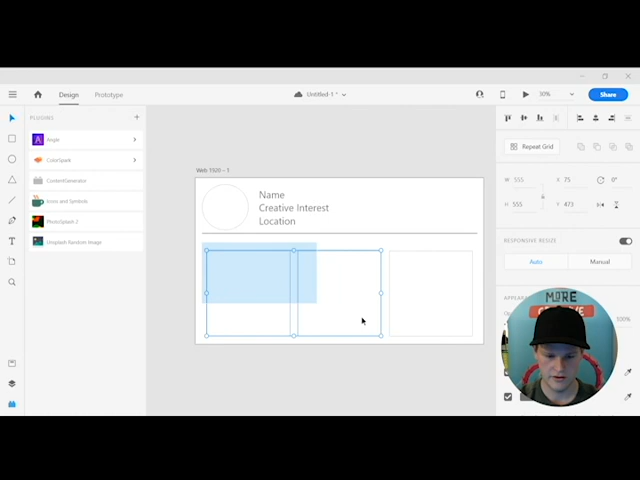 Design Prototype Untitled-1 * 30% Share
PLUGINS +
Angle
ColorSpark
ContentGenerator
Icons and Symbols
PhotoSplash 2
Unsplash Random Image
Web 1920 – 1
Name
Creative Interest
Location
Repeat Grid
W 555 X 75 0°
H 555 Y 473
RESPONSIVE RESIZE
Auto Manual
APPEARA
100%
MORE